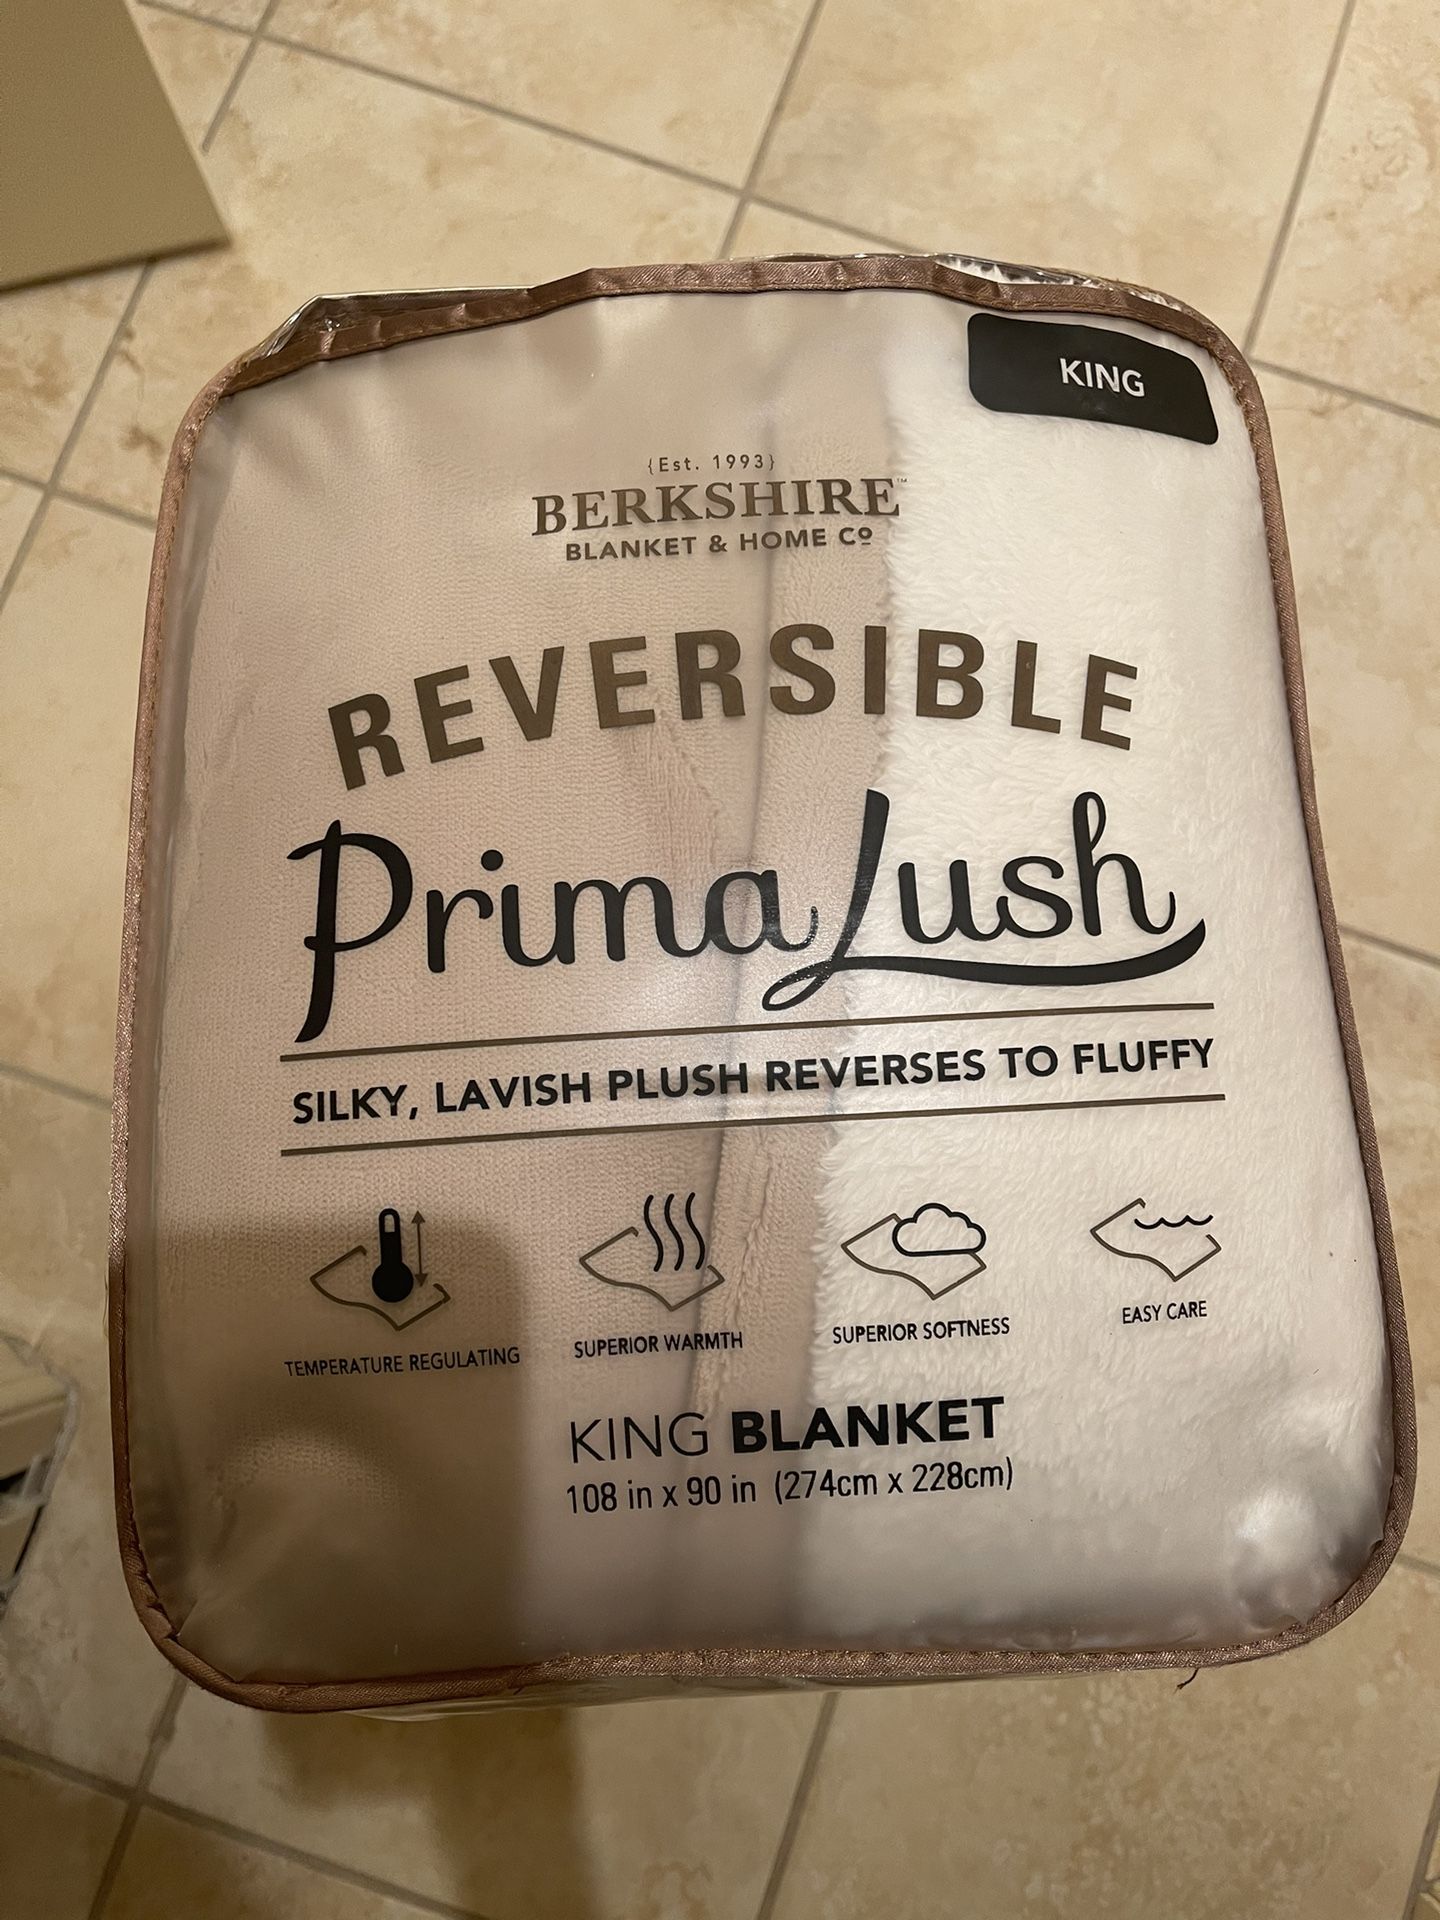 KING
{Est. 1993}
BERKSHIRE™
BLANKET & HOME Cº
REVERSIBLE
PrimaLush
SILKY, LAVISH PLUSH REVERSES TO FLUFFY
TEMPERATURE REGULATING
SUPERIOR WARMTH
SUPERIOR SOFTNESS
EASY CARE
KING BLANKET
108 in x 90 in (274cm x 228cm)